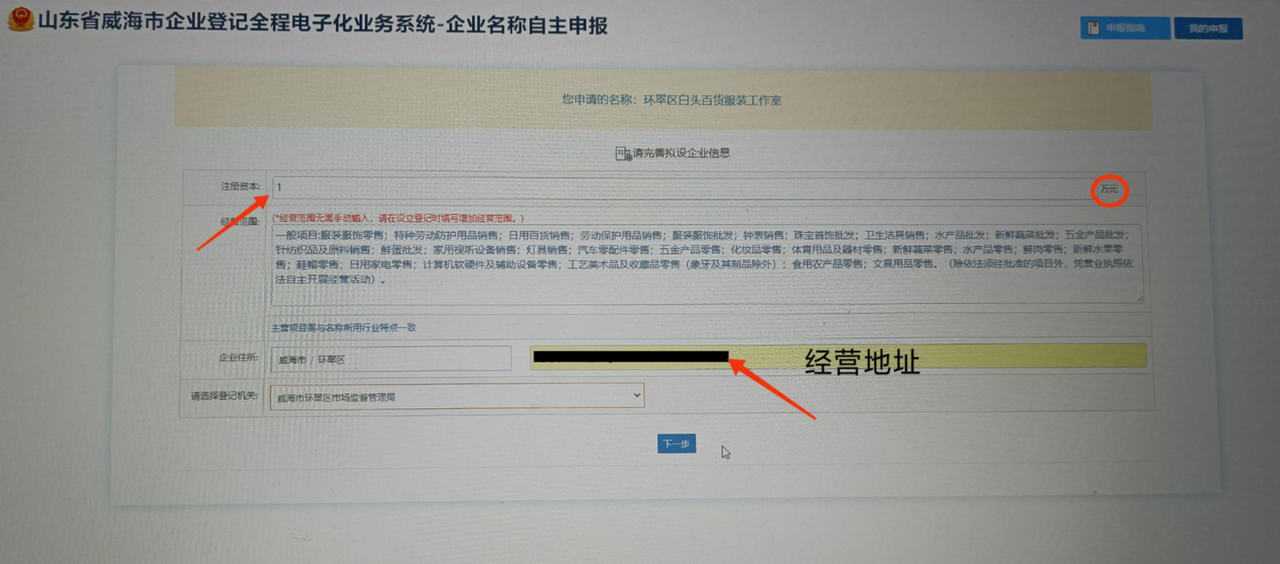 山东省威海市企业登记全程电子化业务系统-企业名称自主申报
申报指南
我的申报
您申请的名称：环翠区白头百货服装工作室
请完善拟设企业信息
注册资本:
1
万元
经营范围:
(*经营范围无需手动输入，请在设立登记时填写增加经营范围。)
一般项目:服装服饰零售；特种劳动防护用品销售；日用百货销售；劳动保护用品销售；服装服饰批发；钟表销售；珠宝首饰批发；卫生洁具销售；水产品批发；新鲜蔬菜批发；五金产品批发；
针纺织品及原料销售；鲜蛋批发；家用视听设备销售；灯具销售；汽车零配件零售；五金产品零售；化妆品零售；体育用品及器材零售；新鲜蔬菜零售；水产品零售；鲜肉零售；新鲜水果零
售；鞋帽零售；日用家电零售；计算机软硬件及辅助设备零售；工艺美术品及收藏品零售（象牙及其制品除外）；食用农产品零售；文具用品零售。（除依法须经批准的项目外，凭营业执照依
法自主开展经营活动）。
主营项目需与名称所用行业特点一致
企业住所:
威海市 / 环翠区
经营地址
请选择登记机关:
威海市环翠区市场监督管理局
下一步